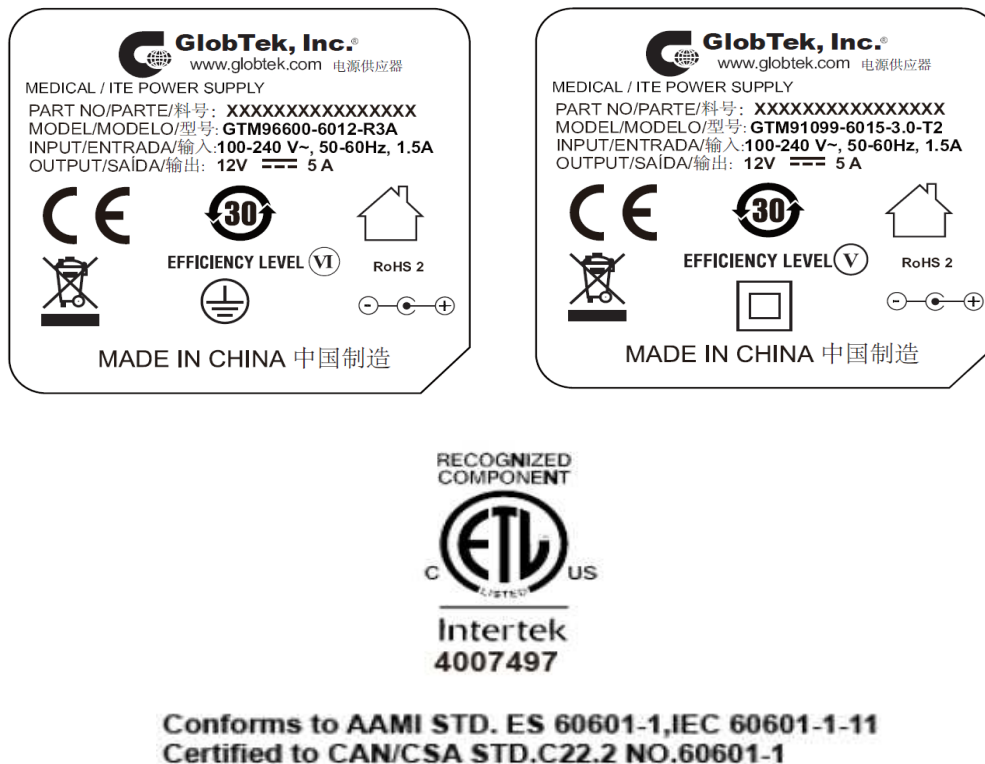 GlobTek, Inc.®
www.globtek.com 电源供应器
MEDICAL / ITE POWER SUPPLY
PART NO/PARTE/料号: XXXXXXXXXXXXXXXX
MODEL/MODELO/型号: GTM96600-6012-R3A
INPUT/ENTRADA/输入:100-240 V~, 50-60Hz, 1.5A
OUTPUT/SAÍDA/输出: 12V 5 A
CE
30
EFFICIENCY LEVEL VI
RoHS 2
MADE IN CHINA 中国制造
GlobTek, Inc.®
www.globtek.com 电源供应器
MEDICAL / ITE POWER SUPPLY
PART NO/PARTE/料号: XXXXXXXXXXXXXXXX
MODEL/MODELO/型号: GTM91099-6015-3.0-T2
INPUT/ENTRADA/输入:100-240 V~, 50-60Hz, 1.5A
OUTPUT/SAÍDA/输出: 12V 5 A
CE
30
EFFICIENCY LEVEL V
RoHS 2
MADE IN CHINA 中国制造
RECOGNIZED
COMPONENT
ETL
C US
LISTED
Intertek
4007497
Conforms to AAMI STD. ES 60601-1,IEC 60601-1-11
Certified to CAN/CSA STD.C22.2 NO.60601-1